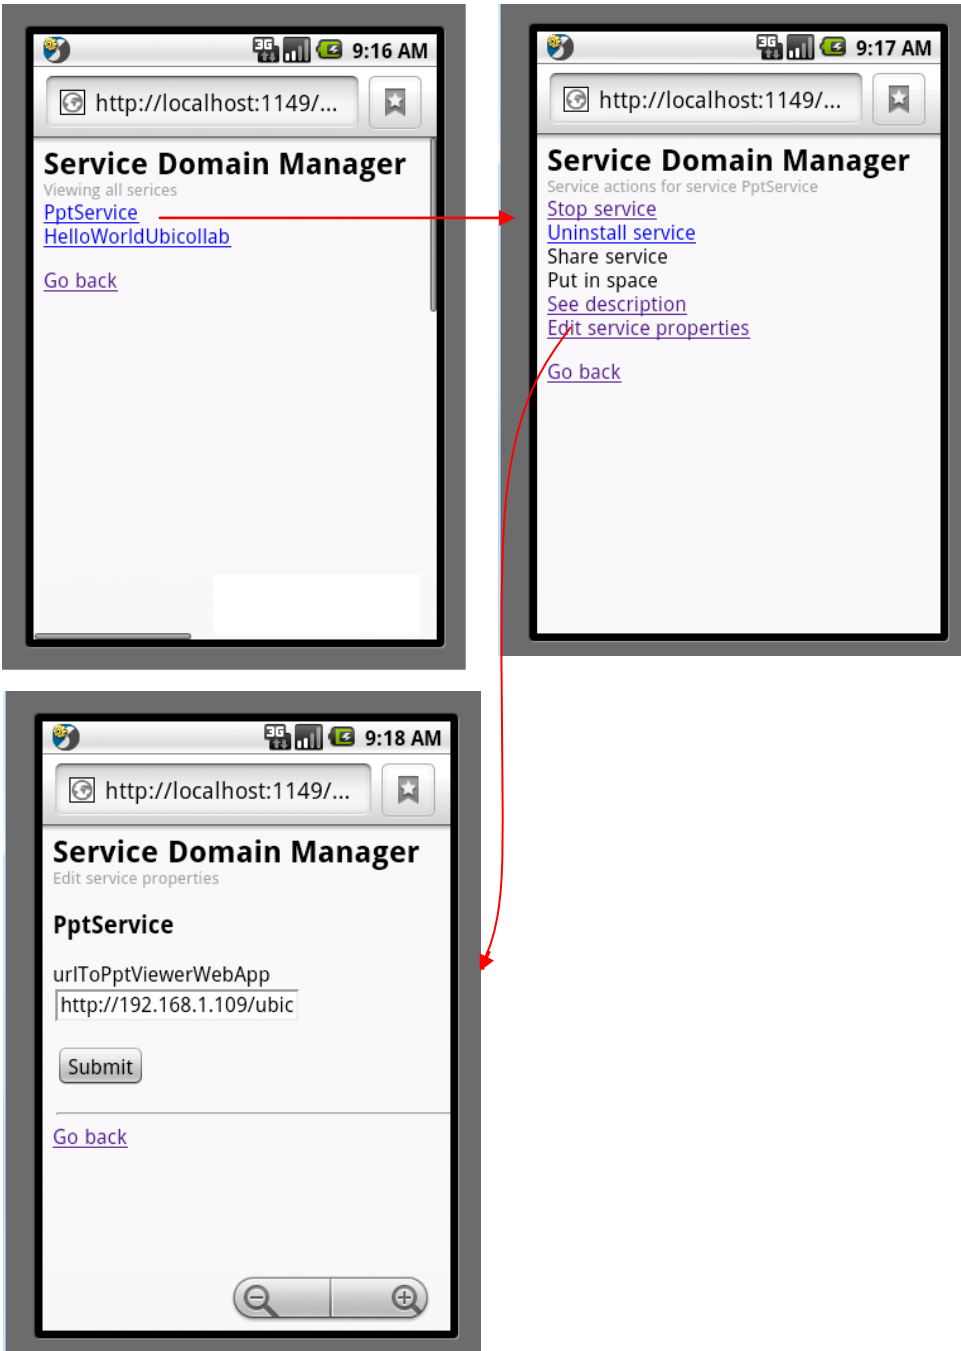 3G 9:16 AM
http://localhost:1149/...
Service Domain Manager
Viewing all serices
PptService
HelloWorldUbicollab
Go back
3G 9:17 AM
http://localhost:1149/...
Service Domain Manager
Service actions for service PptService
Stop service
Uninstall service
Share service
Put in space
See description
Edit service properties
Go back
3G 9:18 AM
http://localhost:1149/...
Service Domain Manager
Edit service properties
PptService
urlToPptViewerWebApp
http://192.168.1.109/ubic
Submit
Go back